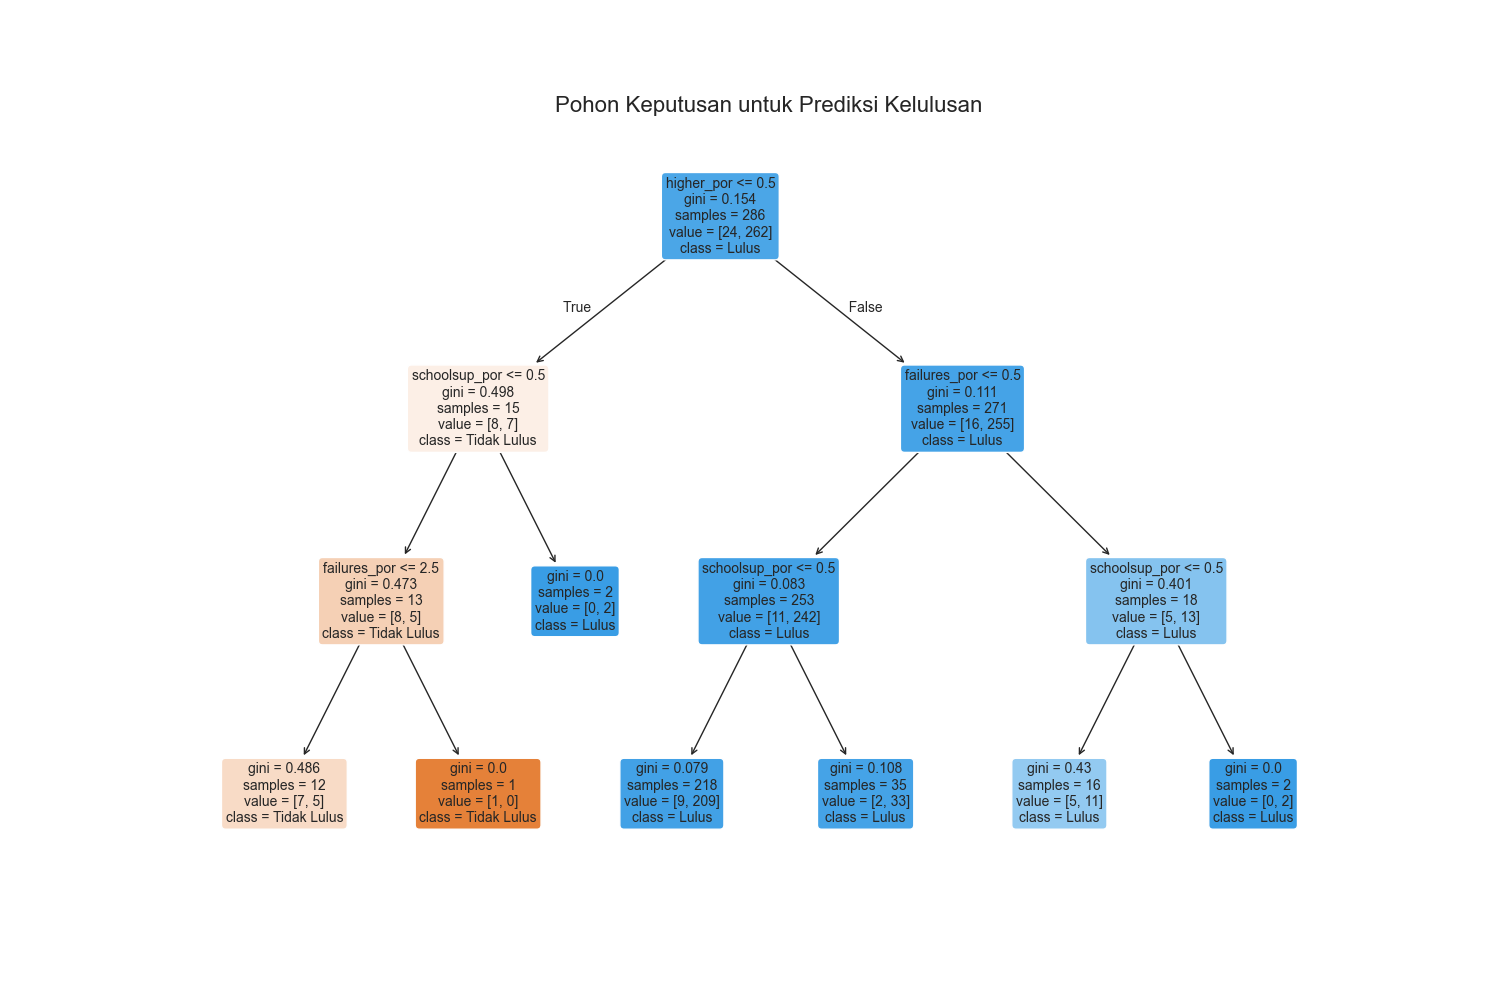 Pohon Keputusan untuk Prediksi Kelulusan
higher_por <= 0.5
gini = 0.154
samples = 286
value = [24, 262]
class = Lulus
True
False
schoolsup_por <= 0.5
gini = 0.498
samples = 15
value = [8, 7]
class = Tidak Lulus
failures_por <= 0.5
gini = 0.111
samples = 271
value = [16, 255]
class = Lulus
failures_por <= 2.5
gini = 0.473
samples = 13
value = [8, 5]
class = Tidak Lulus
gini = 0.0
samples = 2
value = [0, 2]
class = Lulus
schoolsup_por <= 0.5
gini = 0.083
samples = 253
value = [11, 242]
class = Lulus
schoolsup_por <= 0.5
gini = 0.401
samples = 18
value = [5, 13]
class = Lulus
gini = 0.486
samples = 12
value = [7, 5]
class = Tidak Lulus
gini = 0.0
samples = 1
value = [1, 0]
class = Tidak Lulus
gini = 0.079
samples = 218
value = [9, 209]
class = Lulus
gini = 0.108
samples = 35
value = [2, 33]
class = Lulus
gini = 0.43
samples = 16
value = [5, 11]
class = Lulus
gini = 0.0
samples = 2
value = [0, 2]
class = Lulus